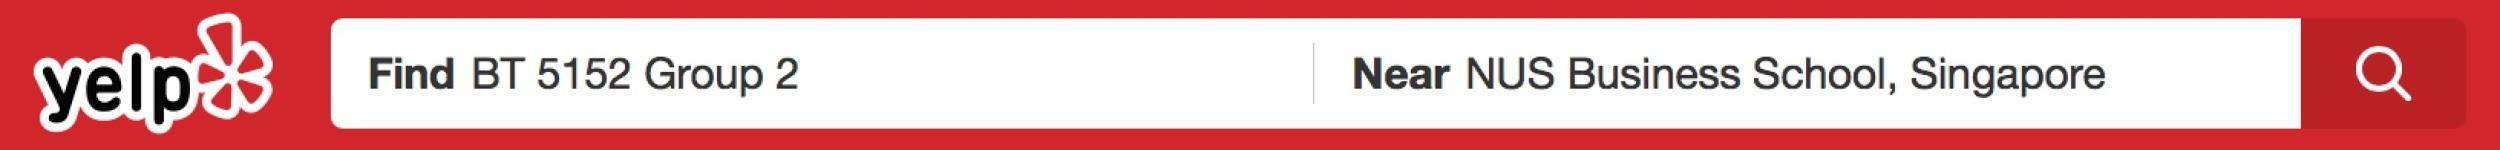 yelp Find BT 5152 Group 2 Near NUS Business School, Singapore